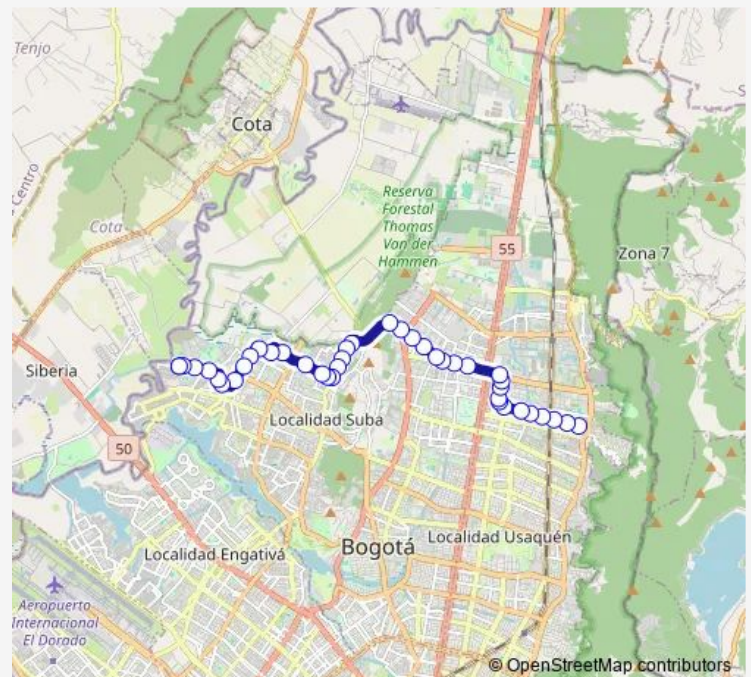 Tenjo
Cota
Centro
Cota
Reserva
Forestal
Thomas
Van der
Hammen
55
Zona 7
Siberia
Localidad Suba
50
Localidad Usaquén
Localidad Engativá
Bogotá
Aeropuerto
Internacional
El Dorado
© OpenStreetMap contributors